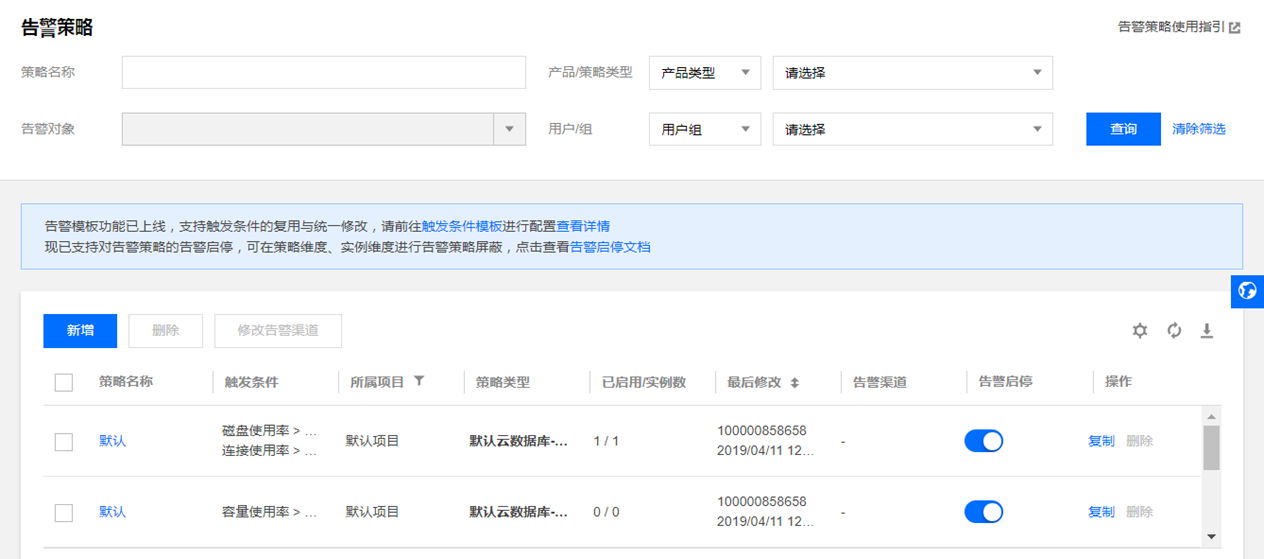 告警策略
告警策略使用指引
策略名称
产品/策略类型 产品类型 请选择
告警对象
用户/组 用户组 请选择 查询 清除筛选
告警模板功能已上线，支持触发条件的复用与统一修改，请前往触发条件模板进行配置查看详情
现已支持对告警策略的告警启停，可在策略维度、实例维度进行告警策略屏蔽，点击查看告警启停文档
新增 删除 修改告警渠道
策略名称 触发条件 所属项目 策略类型 已启用/实例数 最后修改 告警渠道 告警启停 操作
默认 磁盘使用率 > ... 默认项目 默认云数据库-... 1 / 1 100000858658 - 复制 删除
连接使用率 > ... 2019/04/11 12...
默认 容量使用率 > ... 默认项目 默认云数据库-... 0 / 0 100000858658 - 复制 删除
2019/04/11 12...